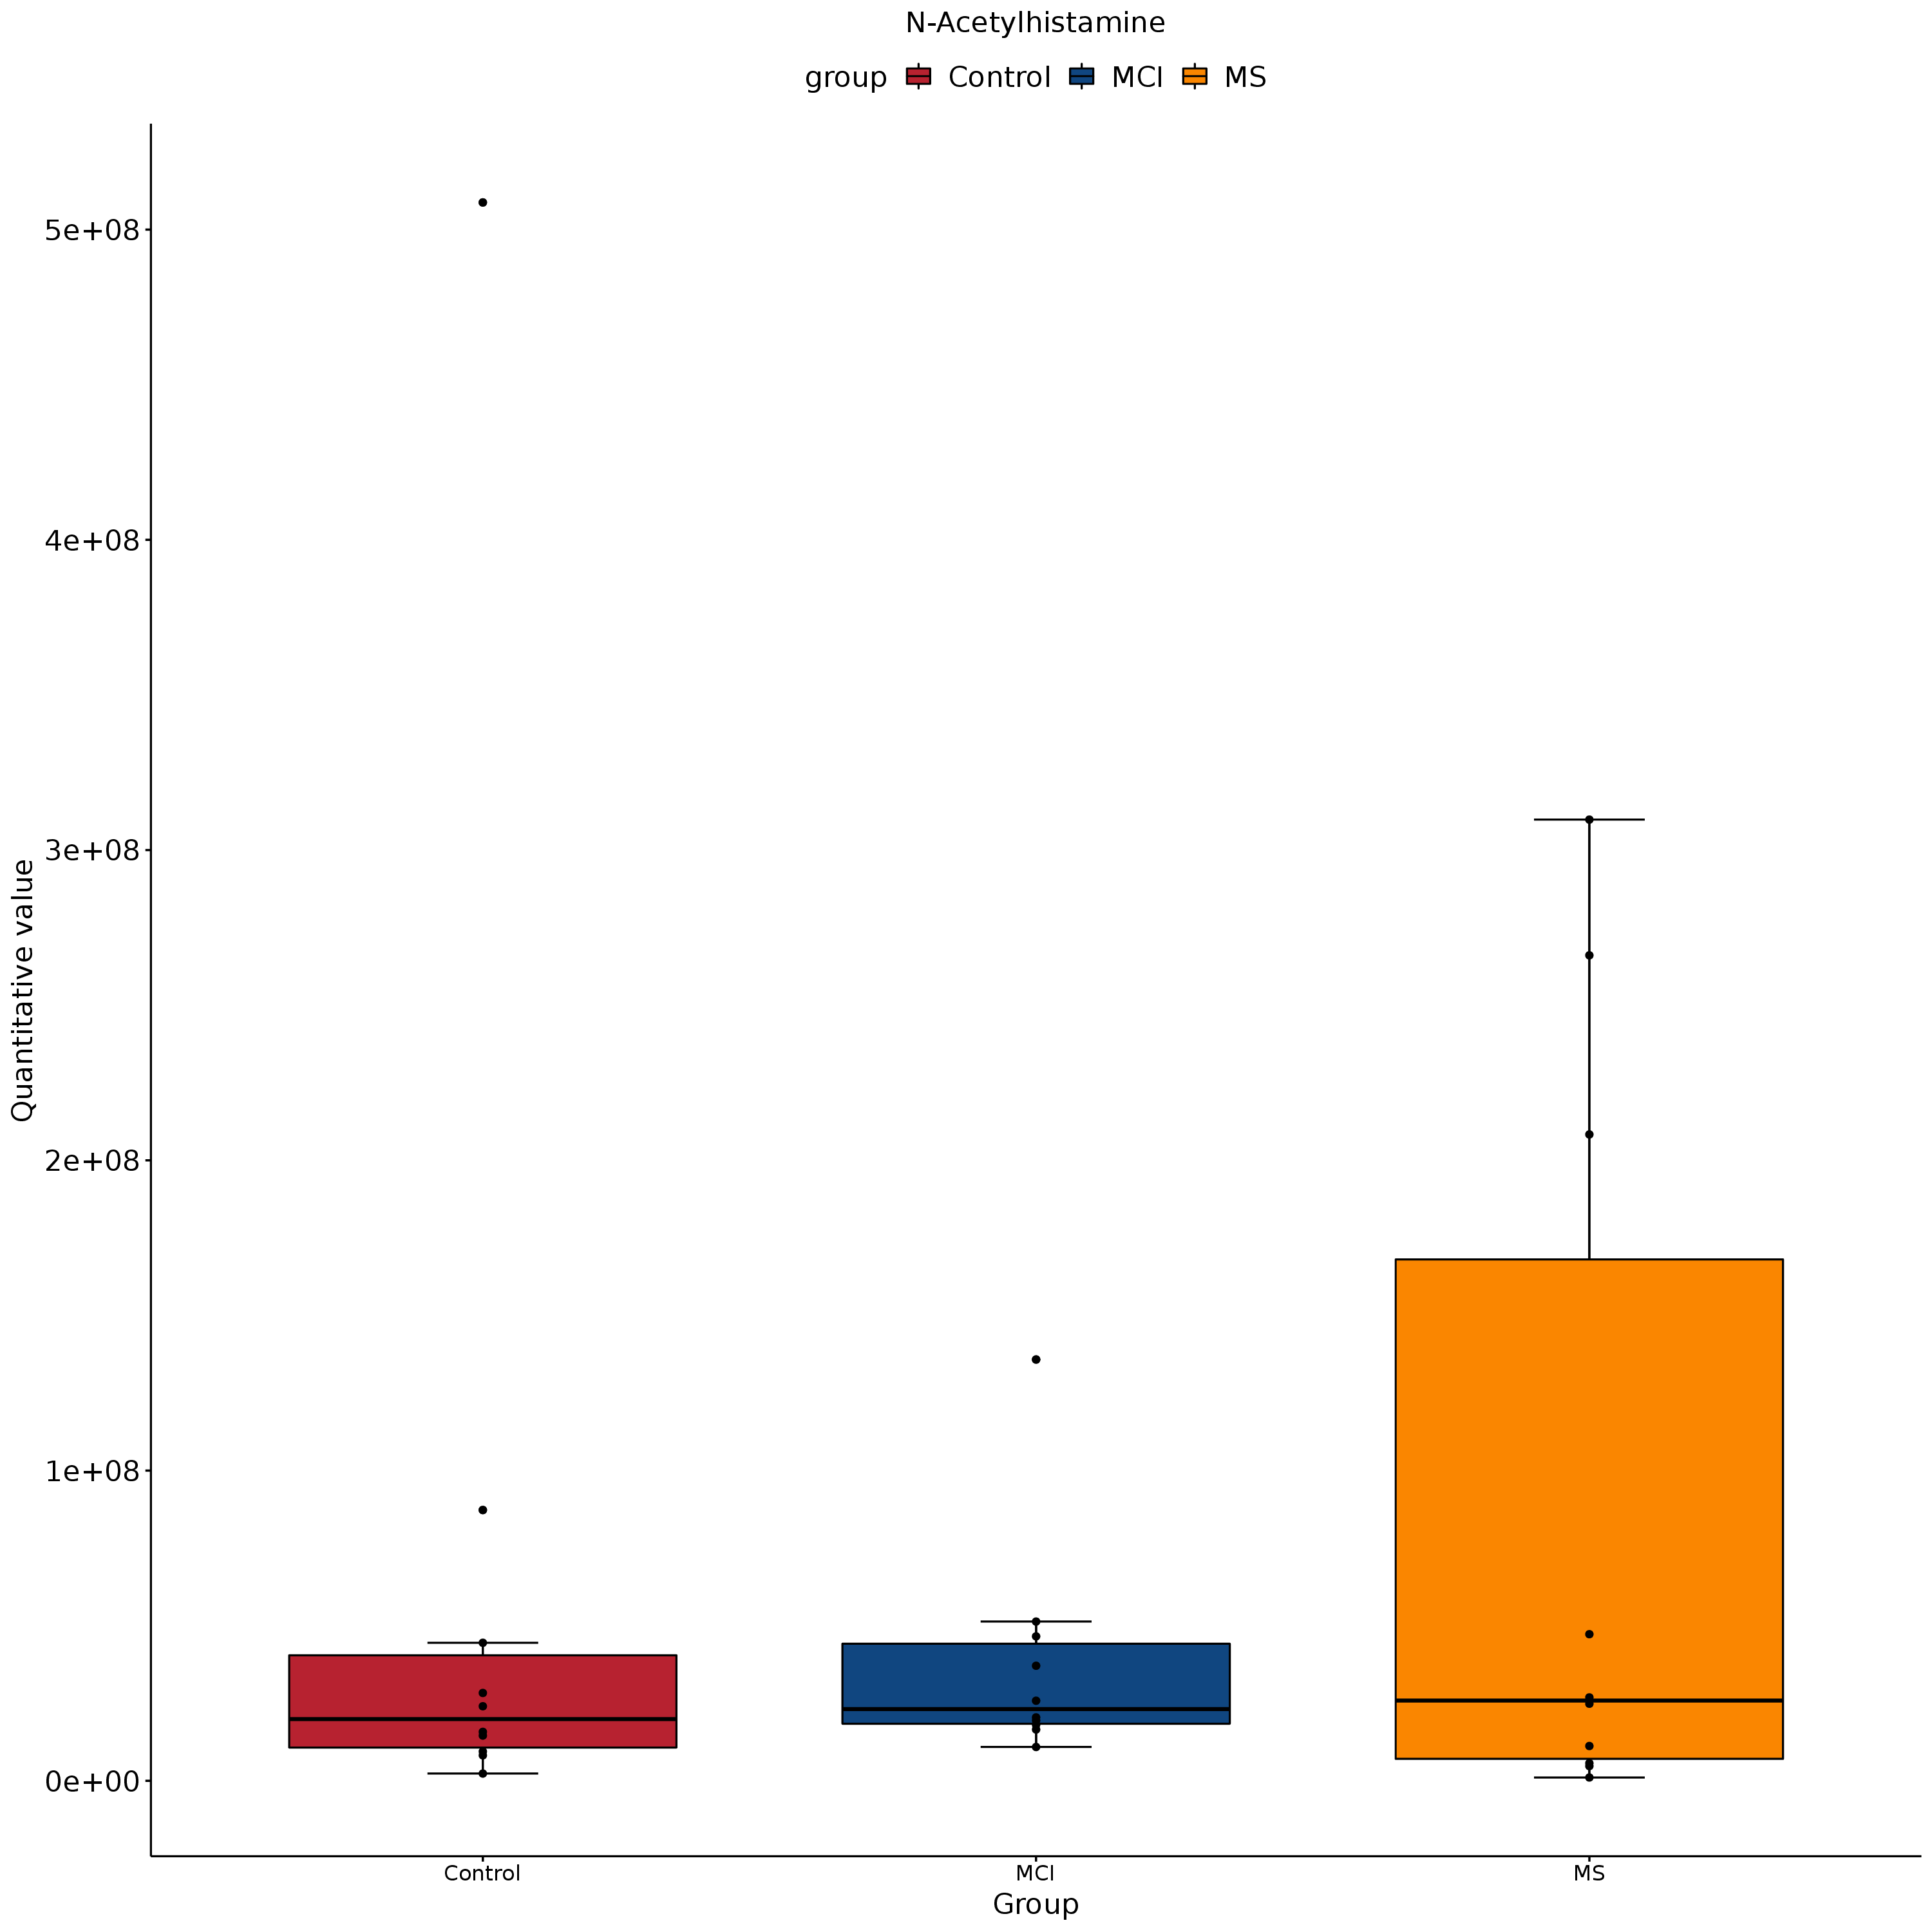 N-Acetylhistamine
group Control MCI MS
5e+08
4e+08
3e+08
2e+08
1e+08
0e+00
Quantitative value
Control MCI MS
Group